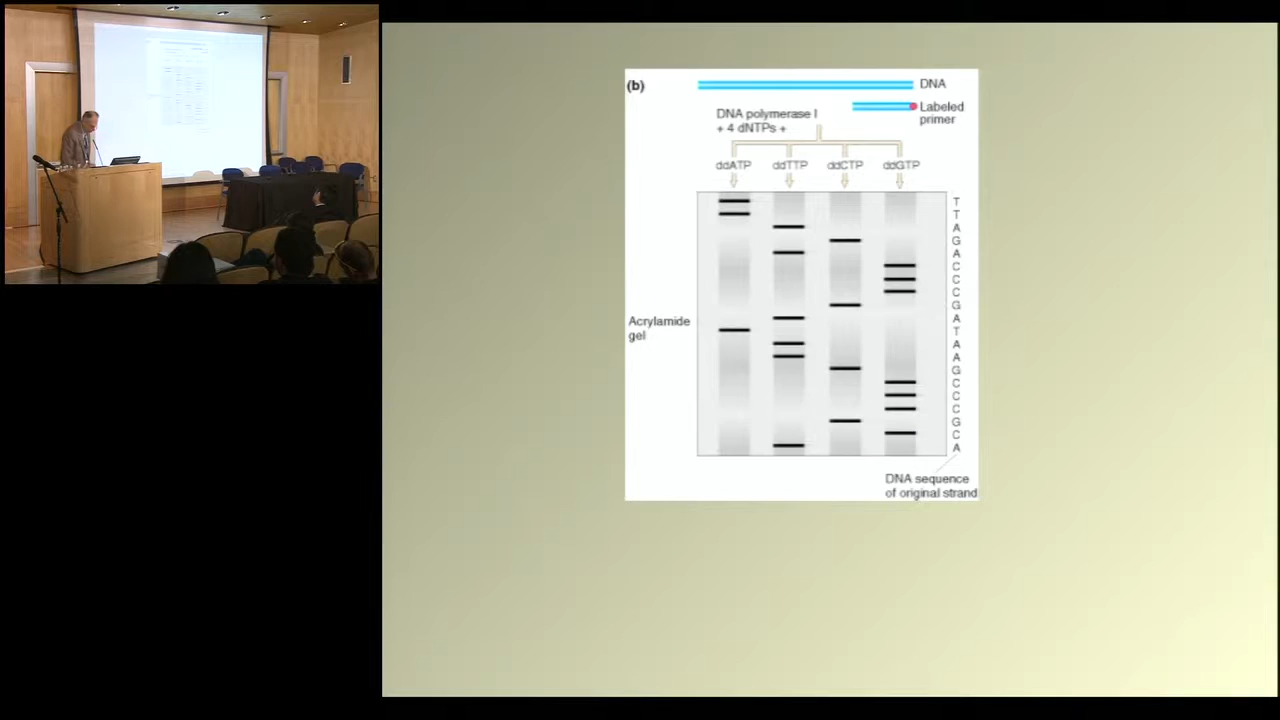 (b)
DNA
DNA polymerase I
+ 4 dNTPs +
Labeled
primer
ddATP ddTTP ddCTP ddGTP
T
T
A
G
A
C
C
C
G
A
T
A
A
G
C
C
C
G
C
A
Acrylamide
gel
DNA sequence
of original strand